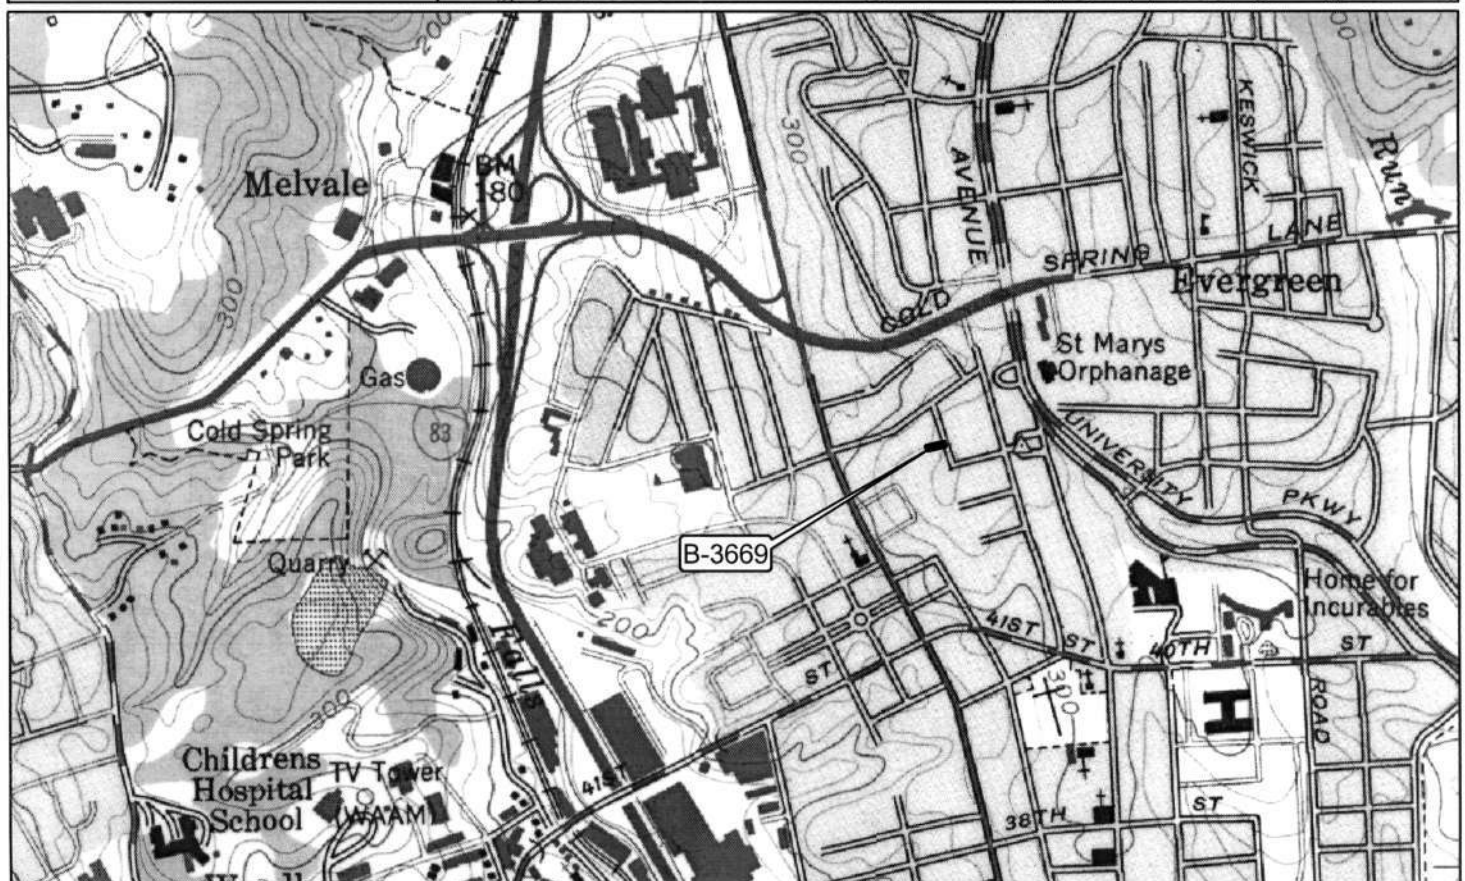 200
300
Run
300
KESWICK
BM
180
Melvale
AVENUE
LANE
SPRING
COLD
Evergreen
300
St Marys
Orphanage
Gas
Cold Spring
Park
83
UNIVERSITY
PKWY
B-3669
Quarry
Home for
Incurables
200
Falls
41ST
ST
40TH
ST
ST
300
300
ROAD
Childrens
Hospital
School
TV Tower
(WAAM)
41ST
38TH
ST